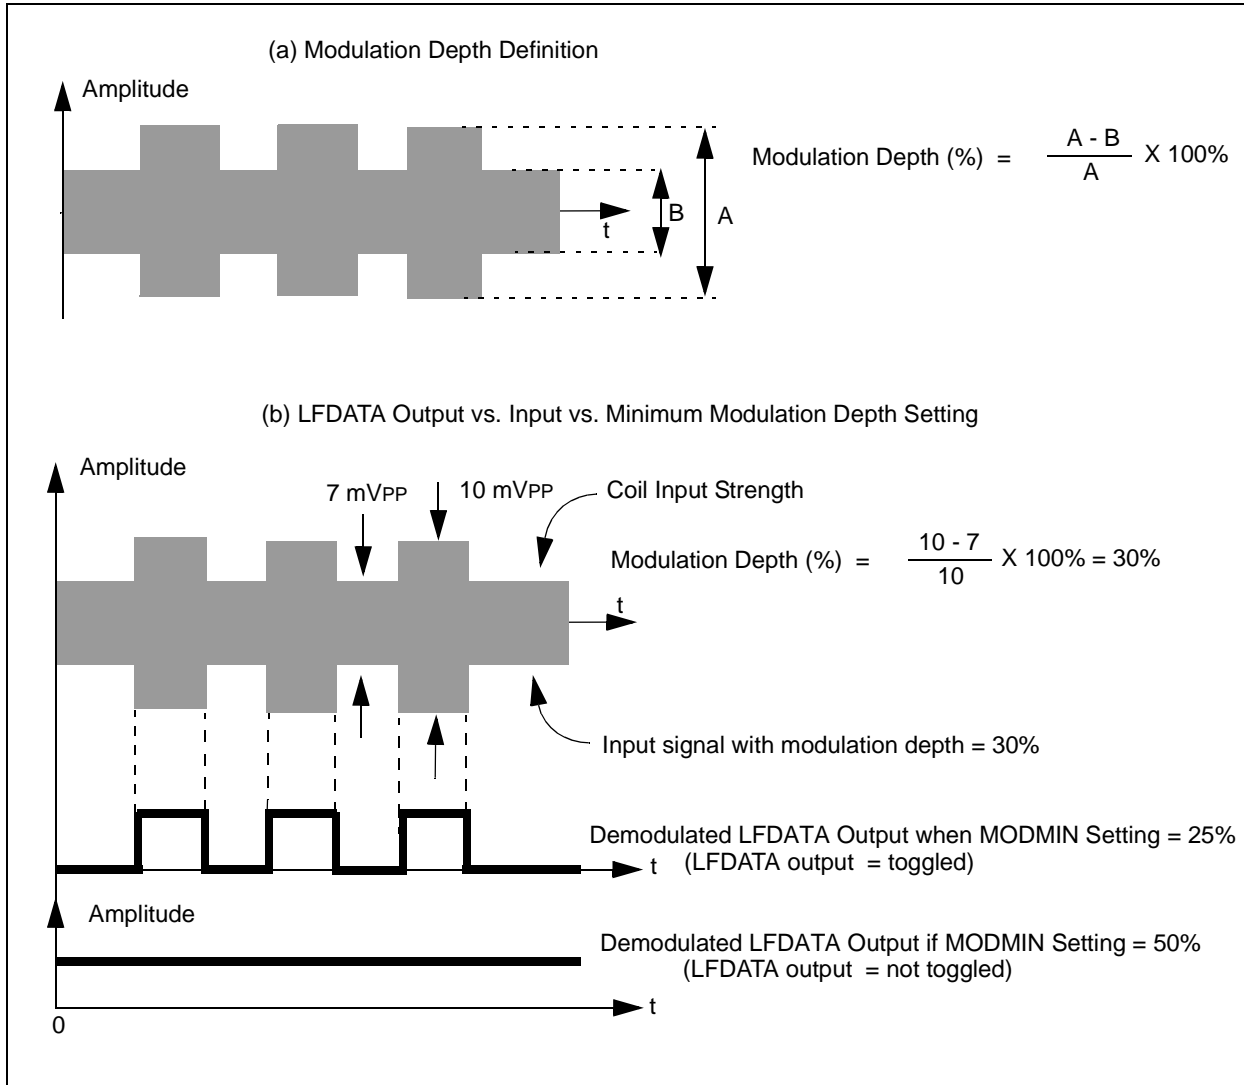 (a) Modulation Depth Definition
Amplitude
Modulation Depth (%) = A - B / A X 100%
B
A
t
(b) LFDATA Output vs. Input vs. Minimum Modulation Depth Setting
Amplitude
7 mVPP
10 mVPP
Coil Input Strength
Modulation Depth (%) = 10 - 7 / 10 X 100% = 30%
t
Input signal with modulation depth = 30%
Demodulated LFDATA Output when MODMIN Setting = 25%
t
(LFDATA output = toggled)
Amplitude
Demodulated LFDATA Output if MODMIN Setting = 50%
(LFDATA output = not toggled)
t
0